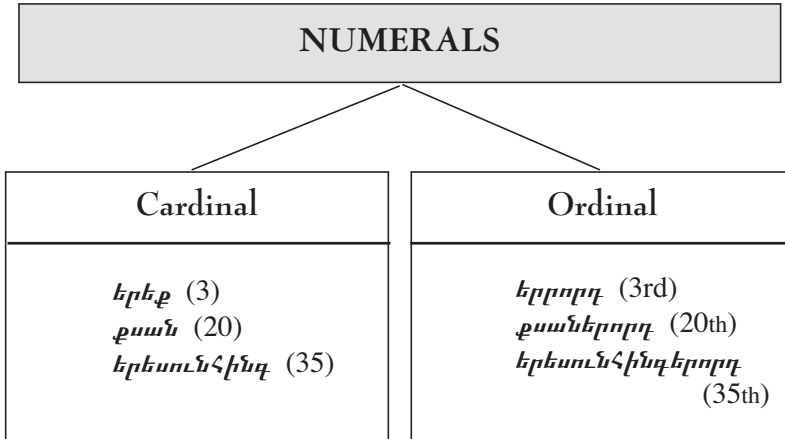 NUMERALS
Cardinal
երեք (3)
քսան (20)
երեսունհինգ (35)
Ordinal
երրորդ (3rd)
քսաներորդ (20th)
երեսունհինգերորդ
(35th)